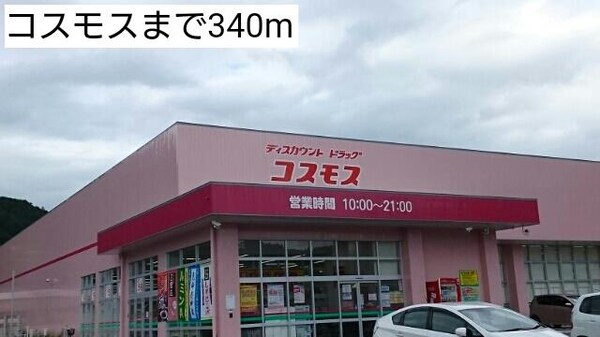 コスモスまで340m
ディスカウント ドラッグ
コスモス
営業時間 10:00～21:00